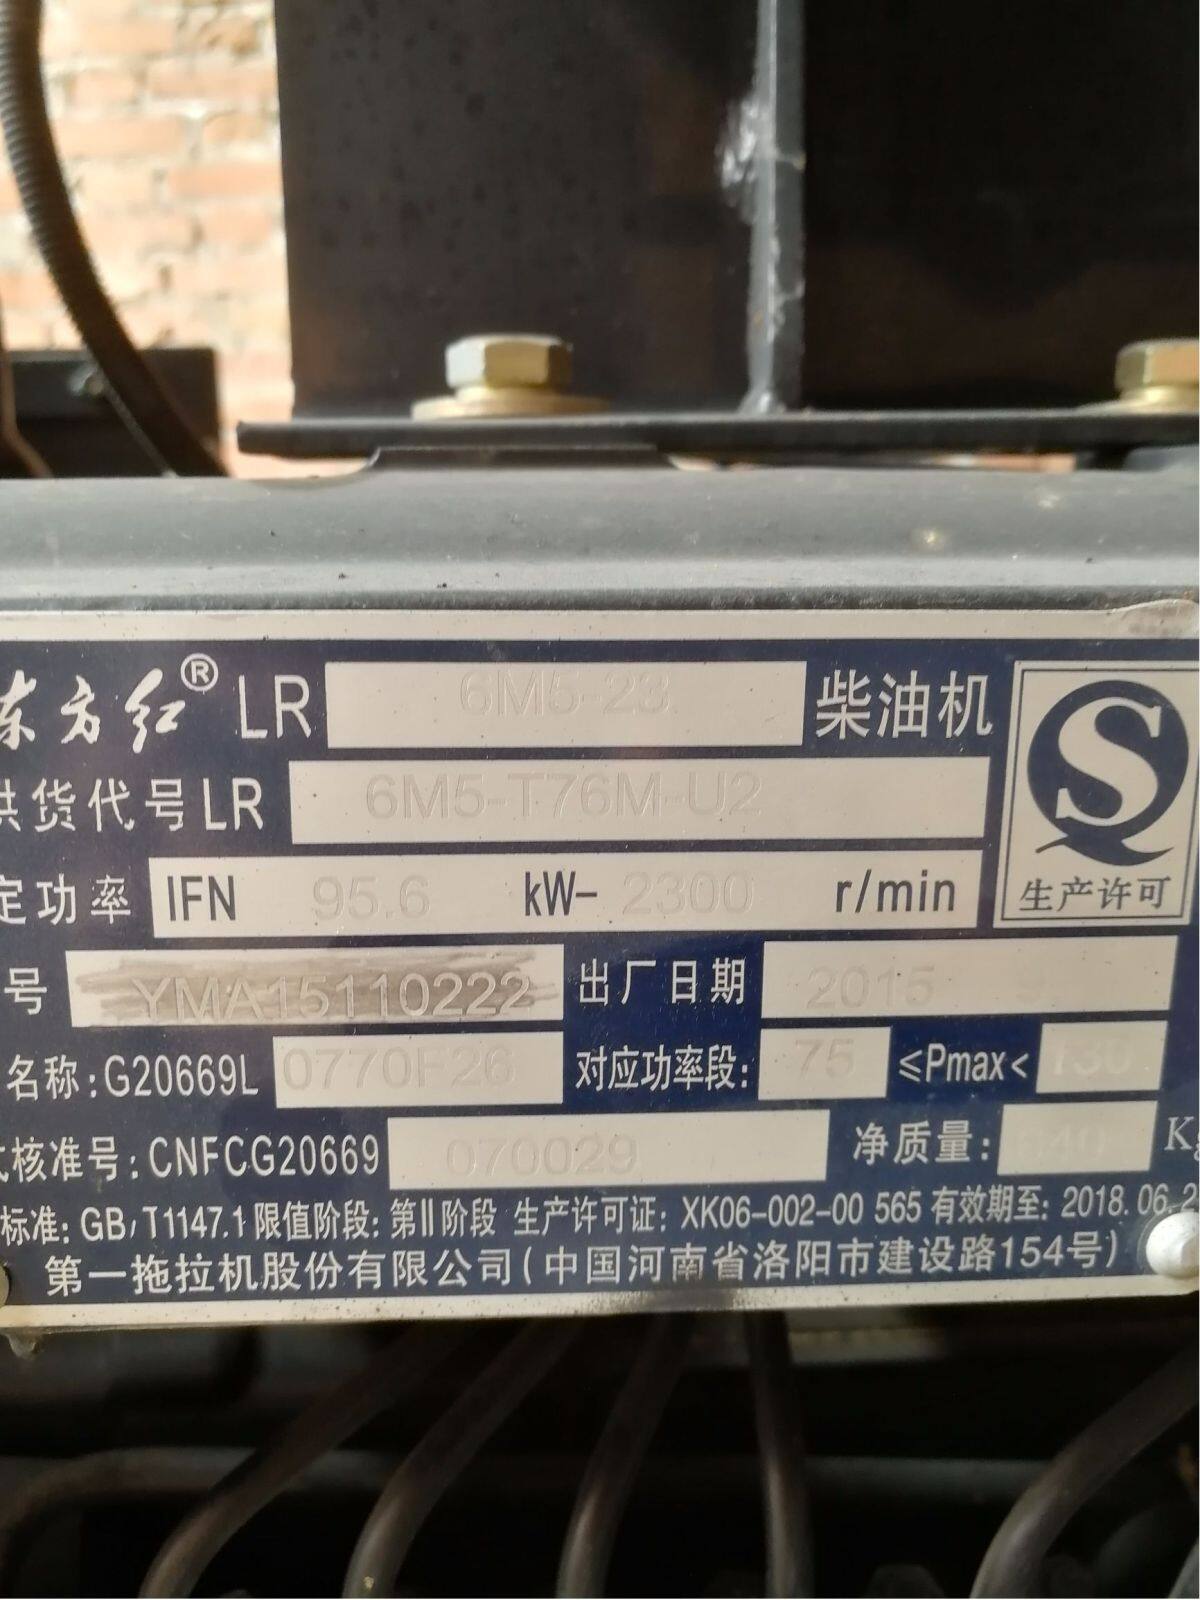 东方红® LR 6M5-23 柴油机
供货代号LR 6M5-T76M-U2
定功率 IFN 95.6 kW- 2300 r/min
生产许可
号 YMA15110222 出厂日期 2015
名称:G20669L 0770F26 对应功率段: 75 ≤Pmax< 130
核准号:CNFCG20669 070029 净质量: 640
标准: GB/T1147.1 限值阶段: 第Ⅱ阶段 生产许可证: XK06-002-00 565 有效期至: 2018.06.2
第一拖拉机股份有限公司(中国河南省洛阳市建设路154号)